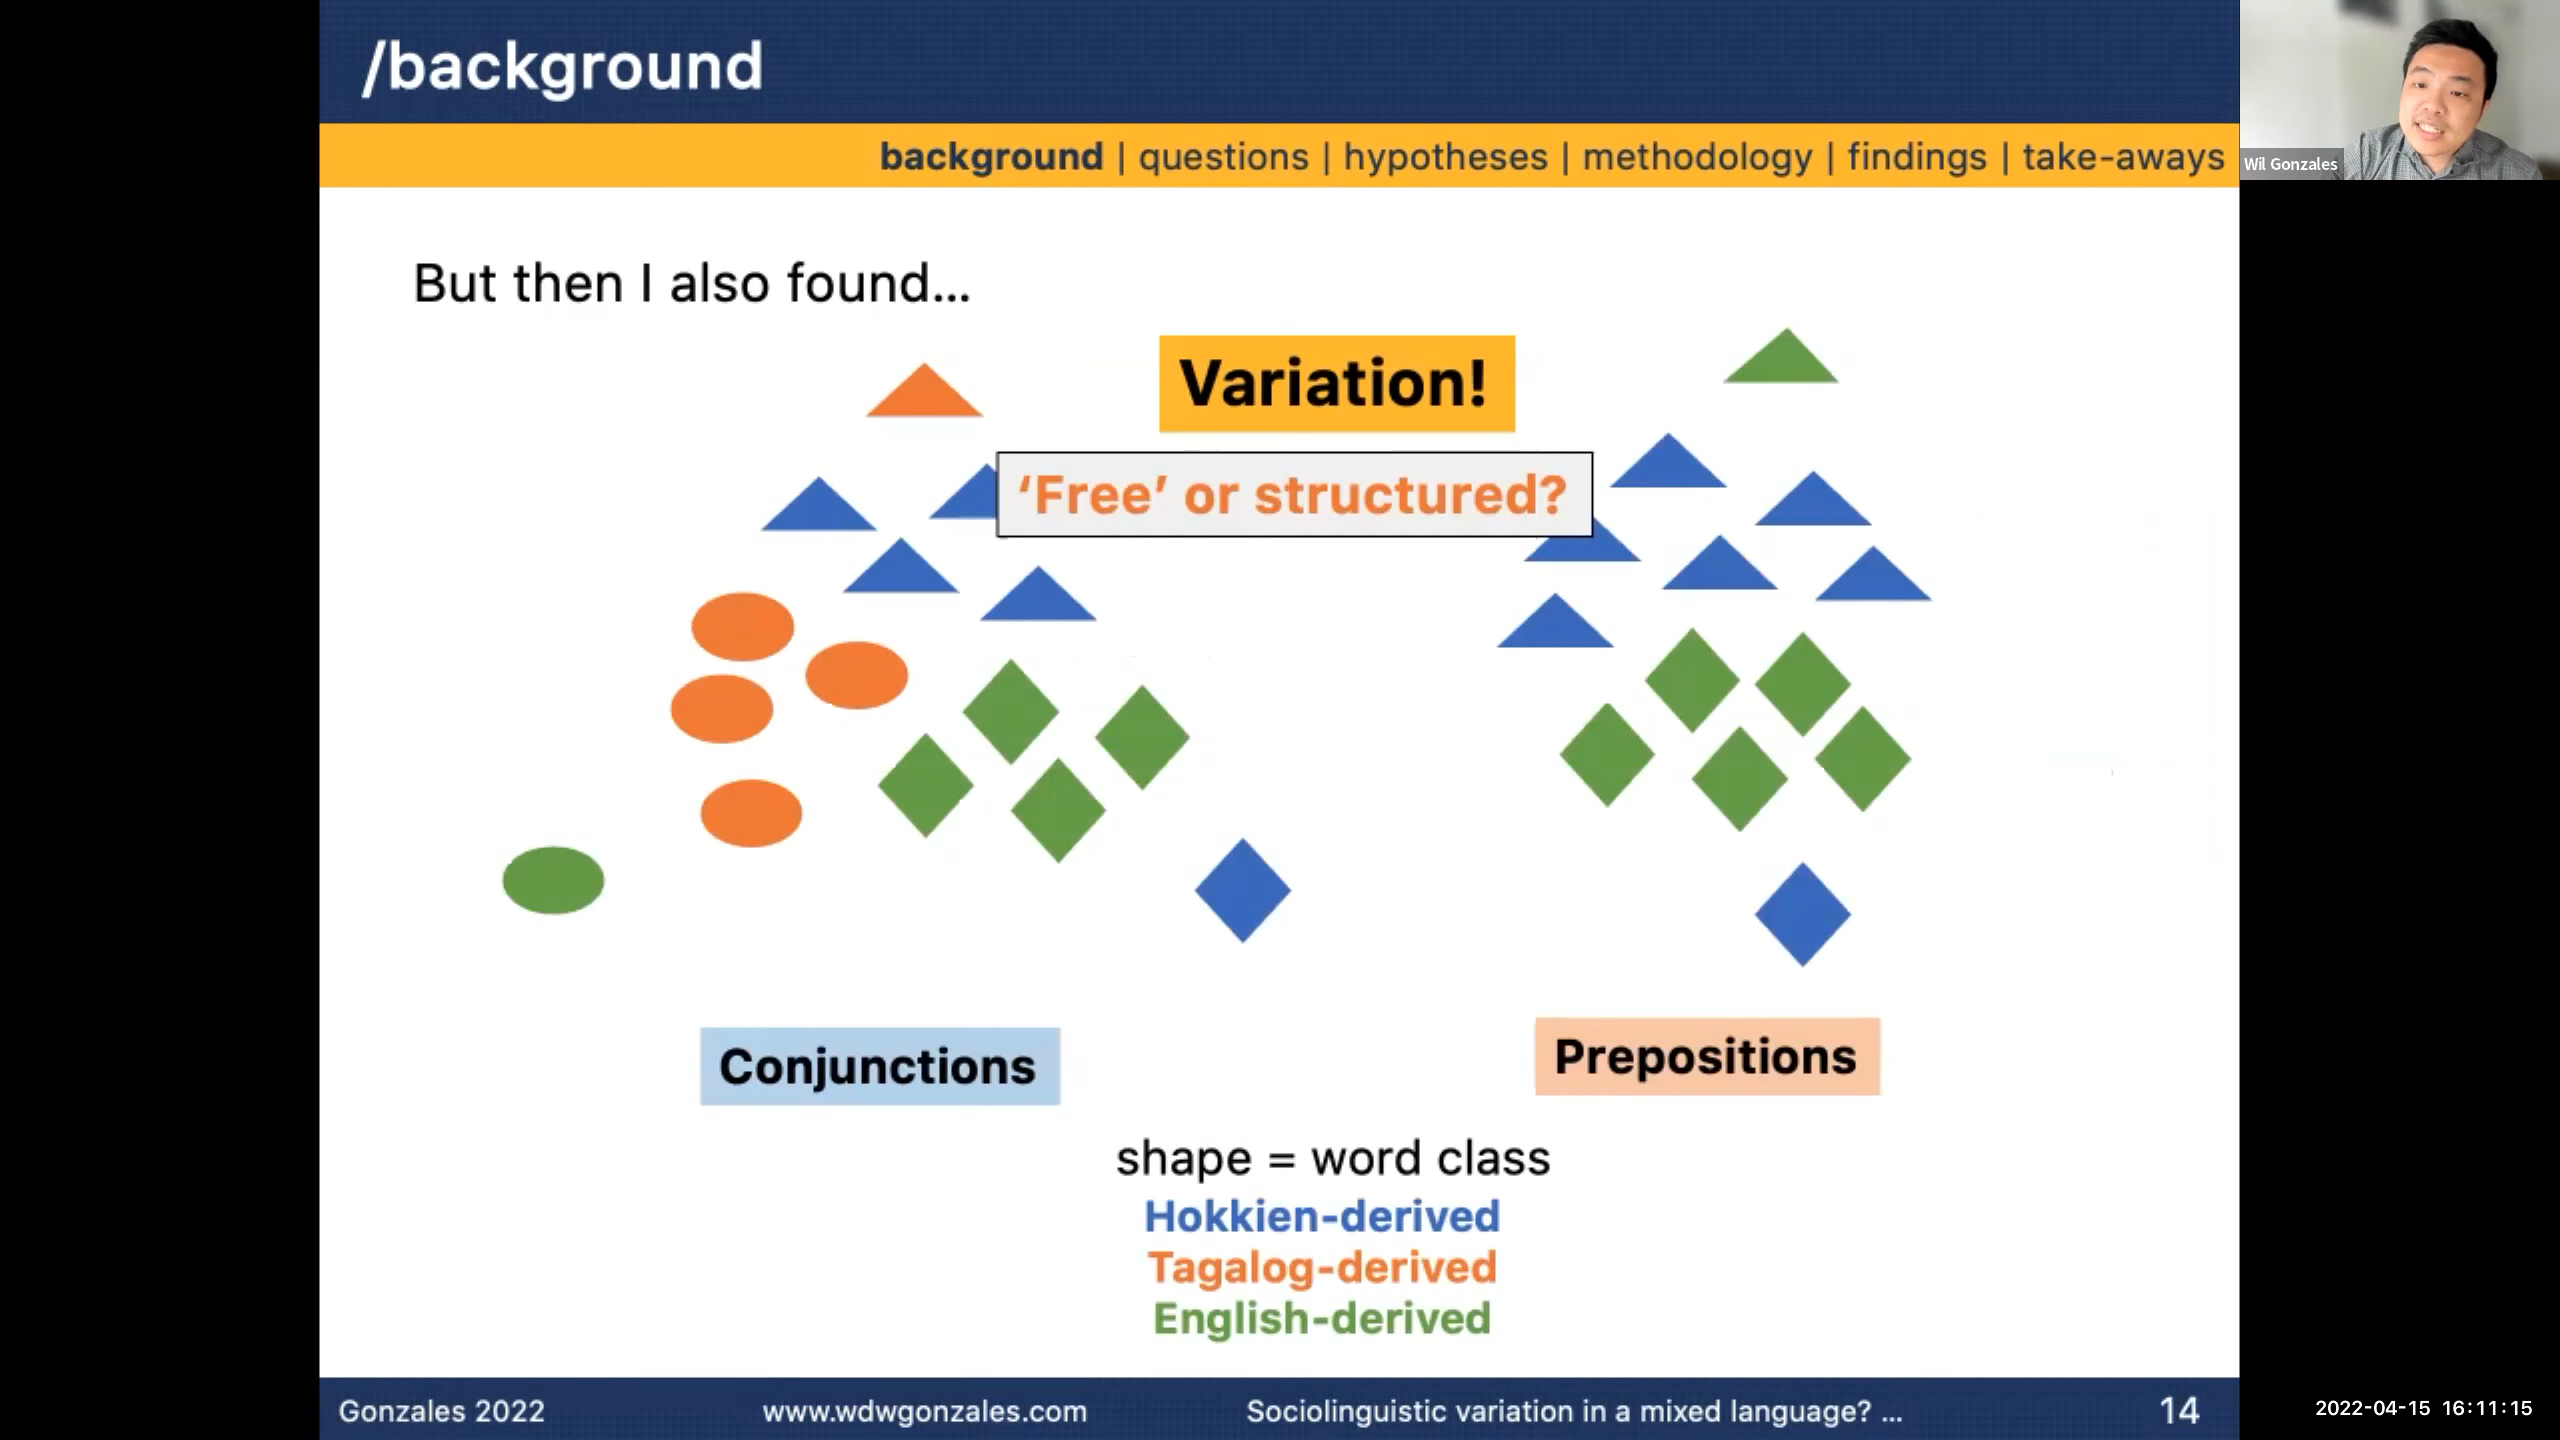 /background
background | questions | hypotheses | methodology | findings | take-aways
Wil Gonzales
But then I also found...
Variation!
‘Free’ or structured?
Conjunctions
Prepositions
shape = word class
Hokkien-derived
Tagalog-derived
English-derived
Gonzales 2022
www.wdwgonzales.com
Sociolinguistic variation in a mixed language? ...
14
2022-04-15 16:11:15